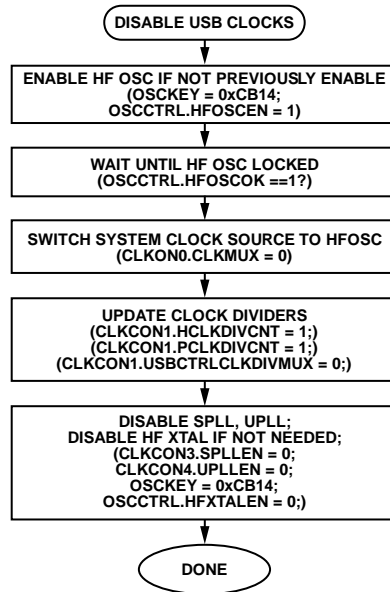 DISABLE USB CLOCKS
ENABLE HF OSC IF NOT PREVIOUSLY ENABLE
(OSCKEY = 0xCB14;
OSCCTRL.HFOSCEN = 1)
WAIT UNTIL HF OSC LOCKED
(OSCCTRL.HFOSCOK ==1?)
SWITCH SYSTEM CLOCK SOURCE TO HFOSC
(CLKON0.CLKMUX = 0)
UPDATE CLOCK DIVIDERS
(CLKCON1.HCLKDIVCNT = 1;)
(CLKCON1.PCLKDIVCNT = 1;)
(CLKCON1.USBCTRLCLKDIVMUX = 0;)
DISABLE SPLL, UPLL;
DISABLE HF XTAL IF NOT NEEDED;
(CLKCON3.SPLLEN = 0;
CLKCON4.UPLLEN = 0;
OSCKEY = 0xCB14;
OSCCTRL.HFXTALEN = 0;)
DONE